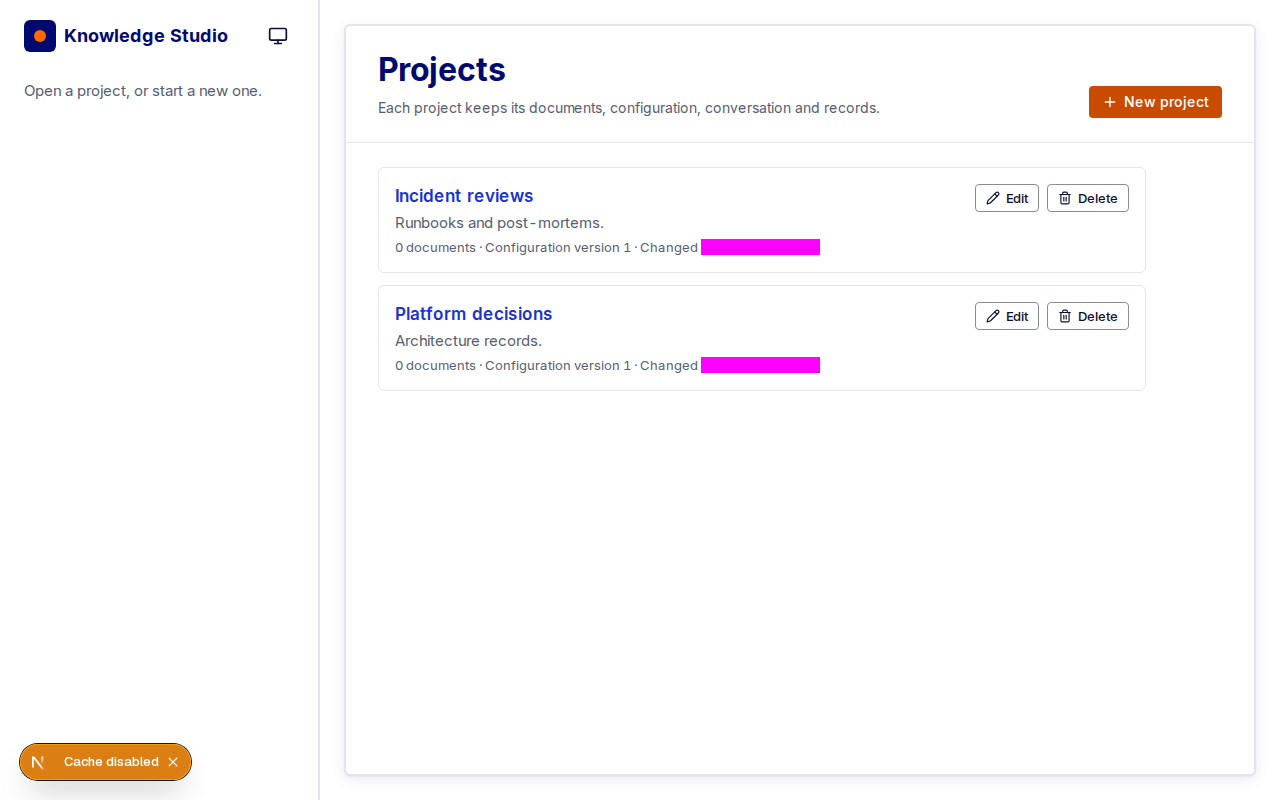 Knowledge Studio
Open a project, or start a new one.
Projects
Each project keeps its documents, configuration, conversation and records.
New project
Incident reviews
Edit
Delete
Runbooks and post-mortems.
0 documents · Configuration version 1 · Changed
Platform decisions
Edit
Delete
Architecture records.
0 documents · Configuration version 1 · Changed
N
Cache disabled